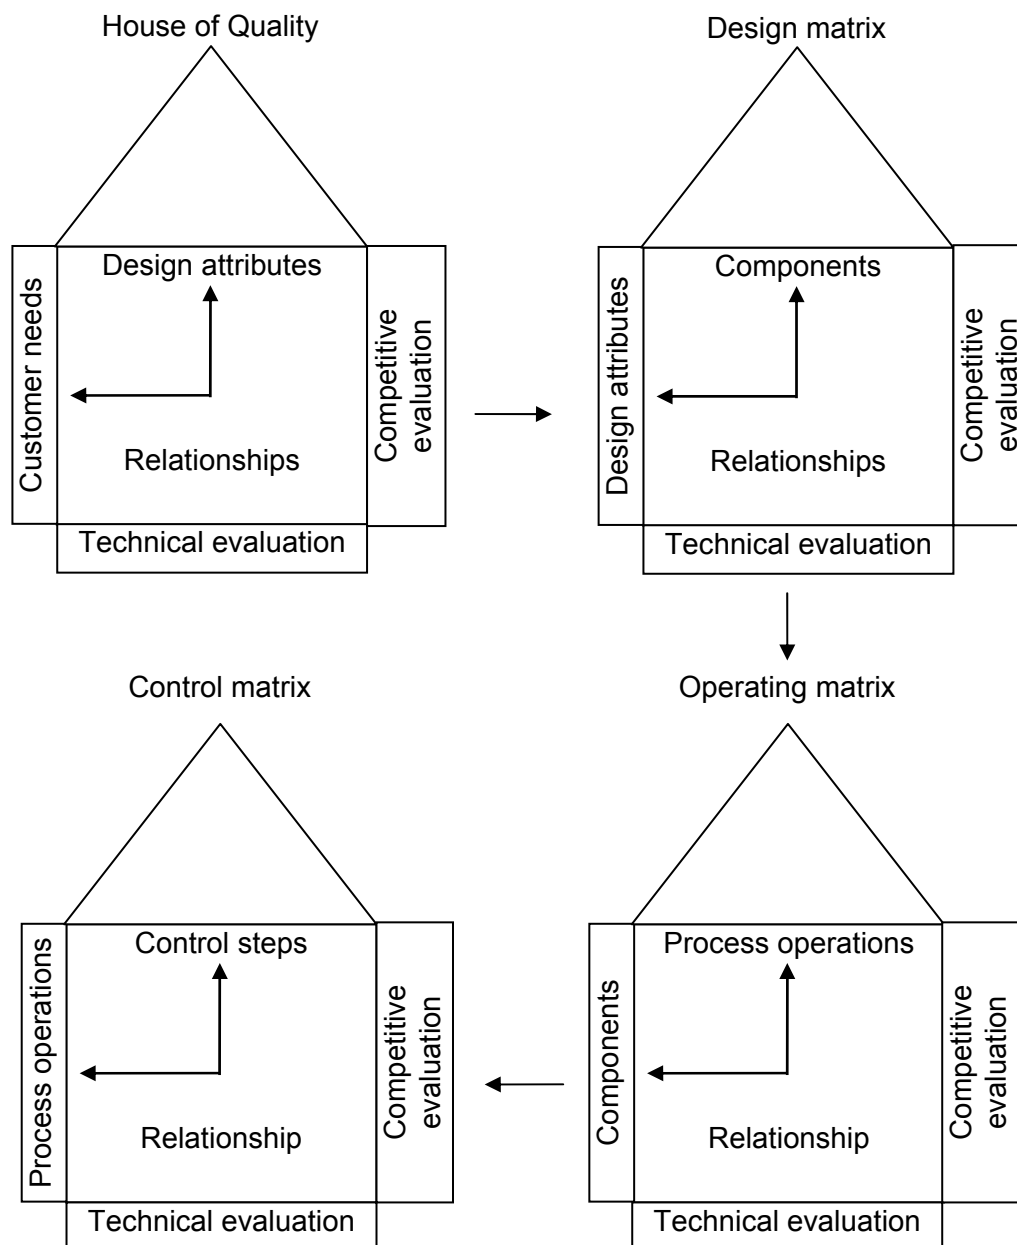 House of Quality
Design matrix
Design attributes
Customer needs
Competitive
evaluation
Relationships
Technical evaluation
Components
Design attributes
Competitive
evaluation
Relationships
Technical evaluation
Control matrix
Operating matrix
Control steps
Process operations
Competitive
evaluation
Relationship
Technical evaluation
Process operations
Components
Competitive
evaluation
Relationship
Technical evaluation